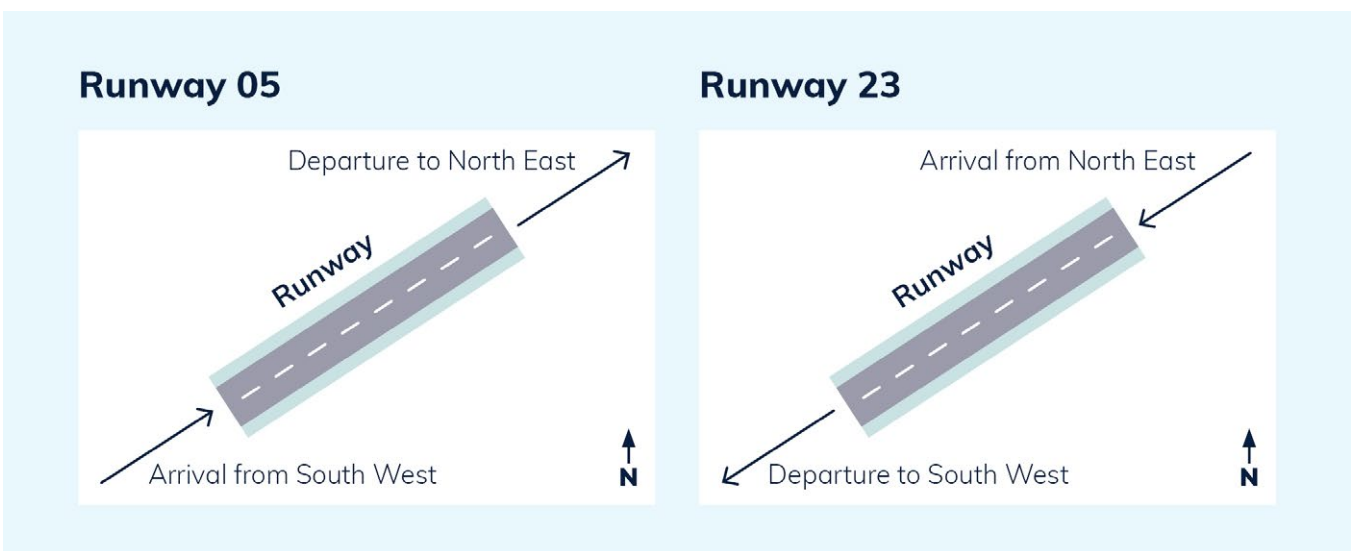 Runway 05
Departure to North East
Runway
Arrival from South West
N
Runway 23
Arrival from North East
Runway
Departure to South West
N